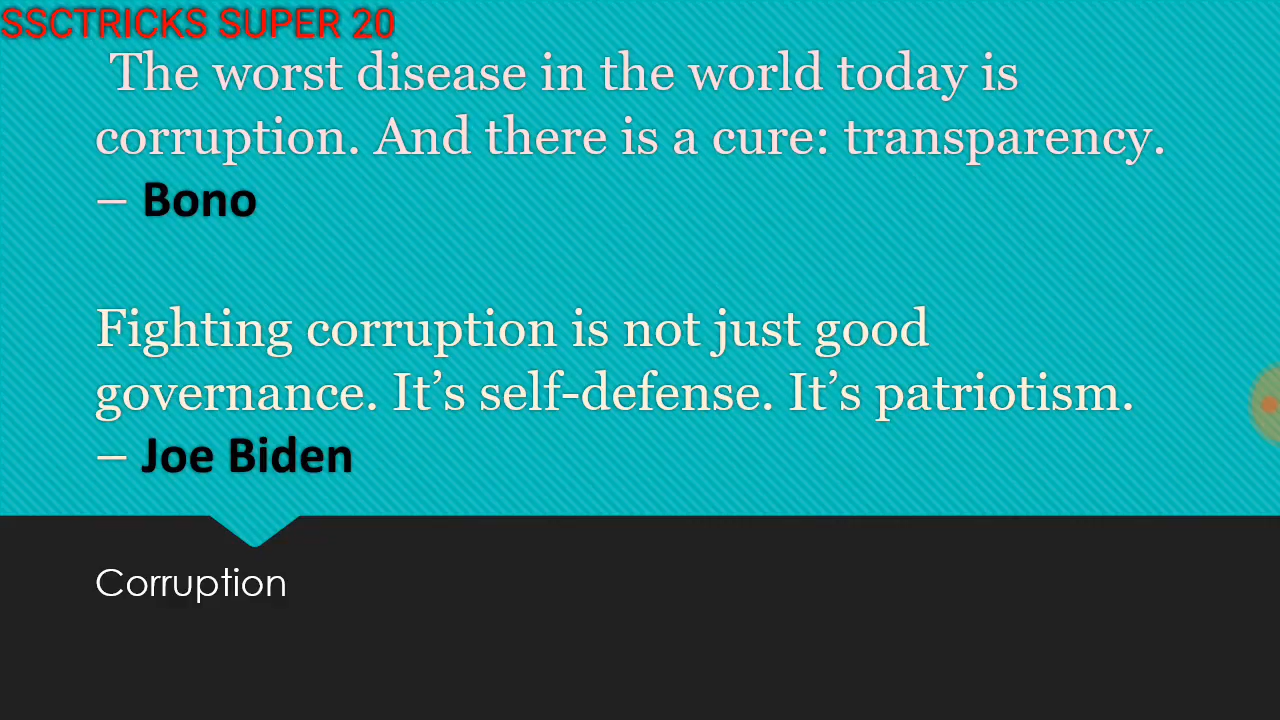 SSCTRICKS SUPER 20
The worst disease in the world today is
corruption. And there is a cure: transparency.
– Bono
Fighting corruption is not just good
governance. It’s self-defense. It’s patriotism.
– Joe Biden
Corruption